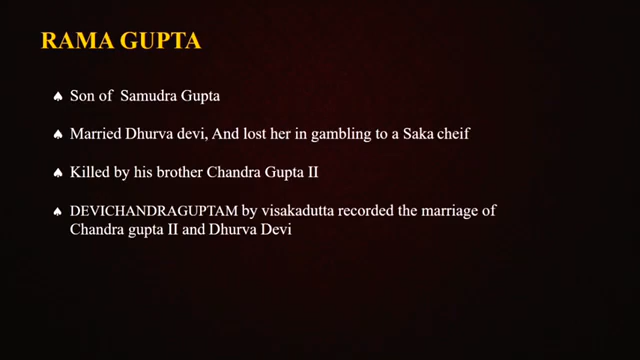 RAMA GUPTA
♠ Son of Samudra Gupta
♠ Married Dhurva devi, And lost her in gambling to a Saka cheif
♠ Killed by his brother Chandra Gupta II
♠ DEVICHANDRAGUPTAM by visakadutta recorded the marriage of
Chandra gupta II and Dhurva Devi